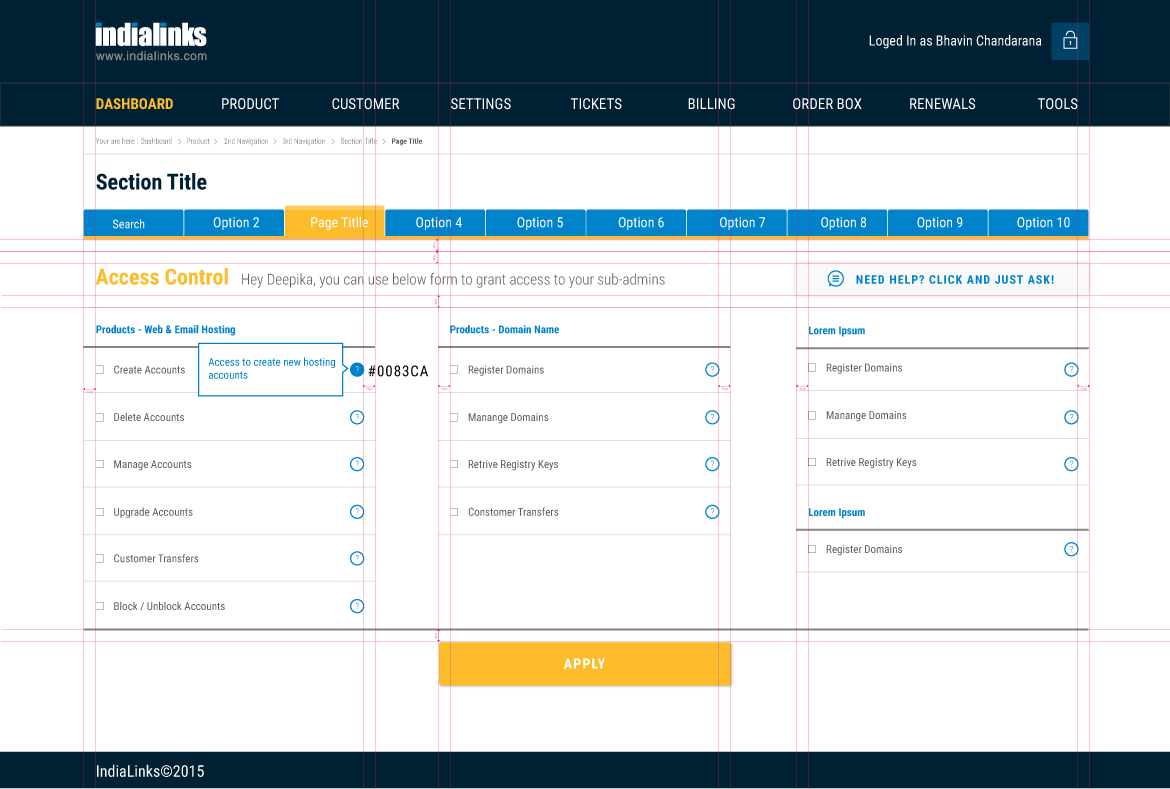 indialinks
www.indialinks.com
Loged In as Bhavin Chandarana
DASHBOARD PRODUCT CUSTOMER SETTINGS TICKETS BILLING ORDER BOX RENEWALS TOOLS
Your are here : Dashboard > Product > 2nd Navigation > 3rd Navigation > Section Title > Page Title
Section Title
Search Option 2 Page Titlle Option 4 Option 5 Option 6 Option 7 Option 8 Option 9 Option 10
Access Control Hey Deepika, you can use below form to grant access to your sub-admins
NEED HELP? CLICK AND JUST ASK!
Products - Web & Email Hosting
Create Accounts
Access to create new hosting
accounts
? #0083CA
Delete Accounts ?
Manage Accounts ?
Upgrade Accounts ?
Customer Transfers ?
Block / Unblock Accounts ?
Products - Domain Name
Register Domains ?
Manange Domains ?
Retrive Registry Keys ?
Constomer Transfers ?
Lorem Ipsum
Register Domains ?
Manange Domains ?
Retrive Registry Keys ?
Lorem Ipsum
Register Domains ?
APPLY
IndiaLinks©2015